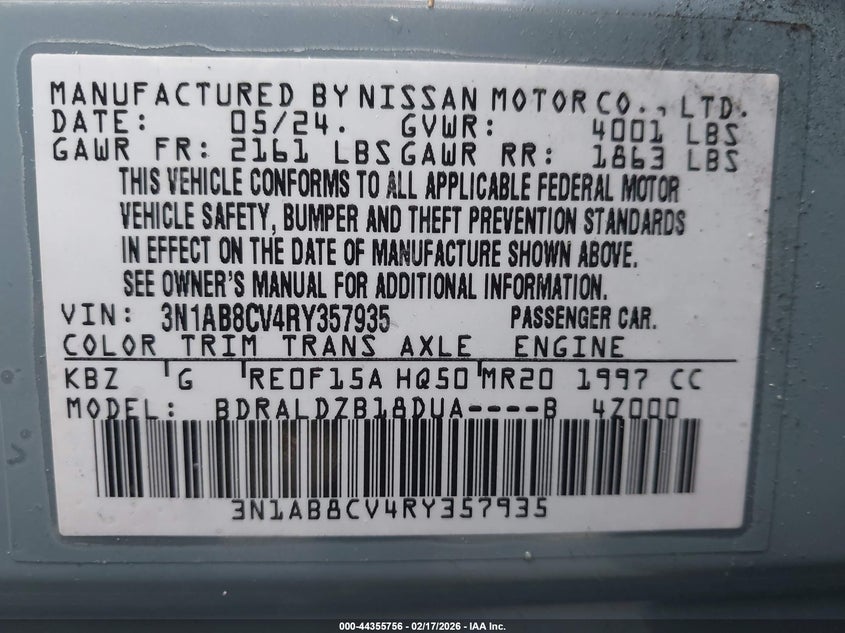 MANUFACTURED BY NISSAN MOTOR CO., LTD.
DATE: 05/24. GVWR: 4001 LBS
GAWR FR: 2161 LBS GAWR RR: 1863 LBS
THIS VEHICLE CONFORMS TO ALL APPLICABLE FEDERAL MOTOR
VEHICLE SAFETY, BUMPER AND THEFT PREVENTION STANDARDS
IN EFFECT ON THE DATE OF MANUFACTURE SHOWN ABOVE.
SEE OWNER'S MANUAL FOR ADDITIONAL INFORMATION.
VIN: 3N1AB8CV4RY357935 PASSENGER CAR.
COLOR TRIM TRANS AXLE ENGINE
KBZ G RE0F15A HQ50 MR20 1997 CC
MODEL: BDRALDZB18DUA----B 4Z000
3N1AB8CV4RY357935
000-44355756 – 02/17/2026 - IAA Inc.